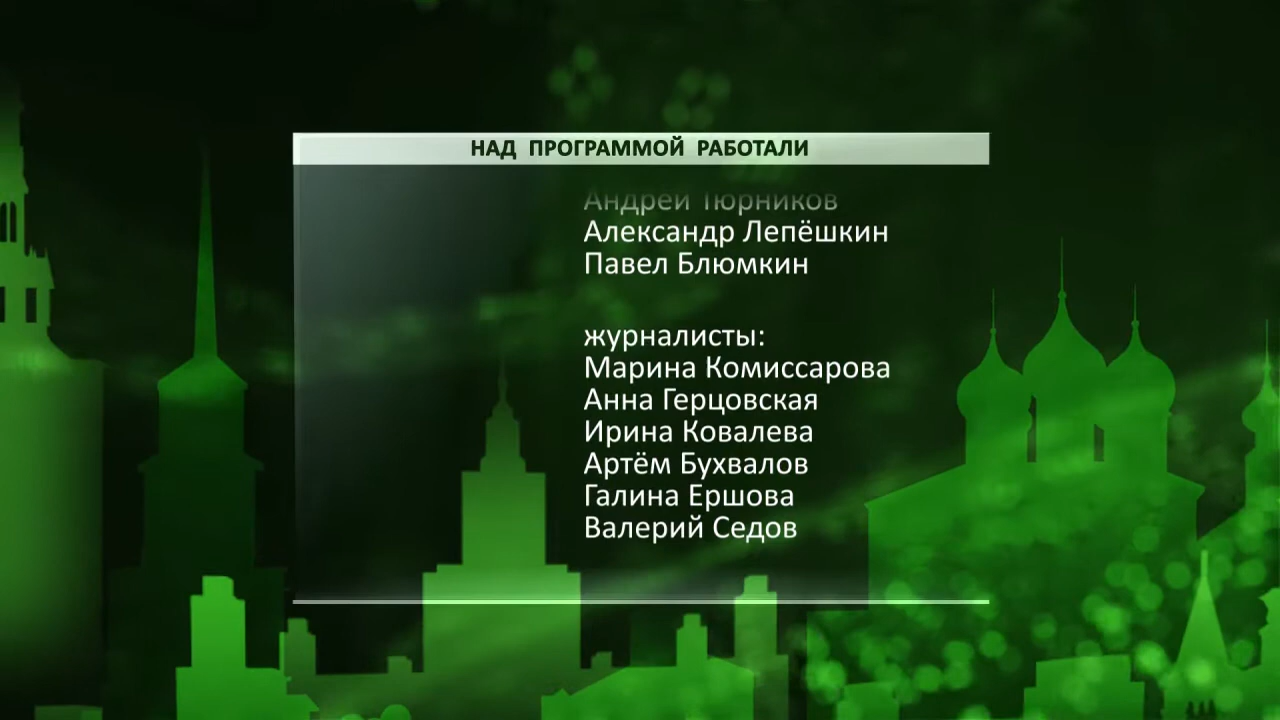 НАД ПРОГРАММОЙ РАБОТАЛИ
Андрей Тюрников
Александр Лепёшкин
Павел Блюмкин
журналисты:
Марина Комиссарова
Анна Герцовская
Ирина Ковалева
Артём Бухвалов
Галина Ершова
Валерий Седов